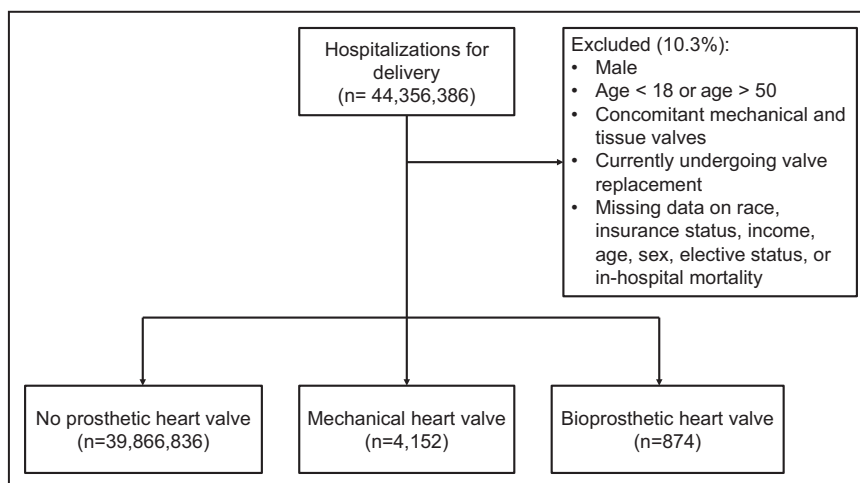 Hospitalizations for
delivery
(n= 44,356,386)
Excluded (10.3%):
• Male
• Age < 18 or age > 50
• Concomitant mechanical and
tissue valves
• Currently undergoing valve
replacement
• Missing data on race,
insurance status, income,
age, sex, elective status, or
in-hospital mortality
No prosthetic heart valve
(n=39,866,836)
Mechanical heart valve
(n=4,152)
Bioprosthetic heart valve
(n=874)